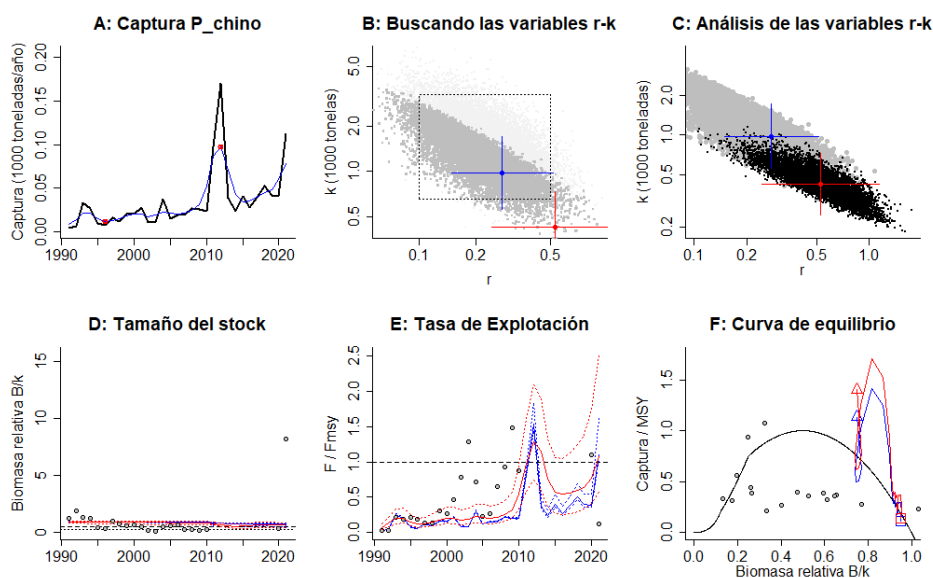 A: Captura P_chino
Captura (1000 toneladas/año)
0.00 0.05 0.10 0.15 0.20
1990 2000 2010 2020
B: Buscando las variables r-k
k (1000 tonelas)
0.5 1.0 2.0 5.0
0.1 0.2 0.5
r
C: Análisis de las variables r-k
k (1000 toneladas)
0.2 0.5 1.0 2.0
0.1 0.2 0.5 1.0
r
D: Tamaño del stock
Biomasa relativa B/k
0 5 10 15
1990 2000 2010 2020
E: Tasa de Explotación
F / Fmsy
0.0 0.5 1.0 1.5 2.0 2.5
1990 2000 2010 2020
F: Curva de equilibrio
Captura / MSY
0.0 0.5 1.0 1.5
0.0 0.2 0.4 0.6 0.8 1.0
Biomasa relativa B/k